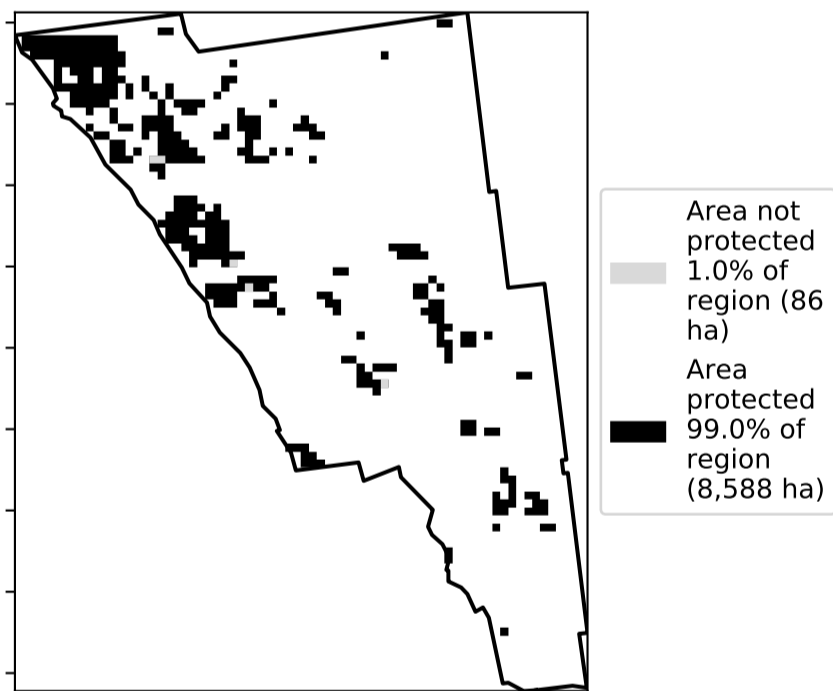 Area not
protected
1.0% of
region (86
ha)
Area
protected
99.0% of
region
(8,588 ha)